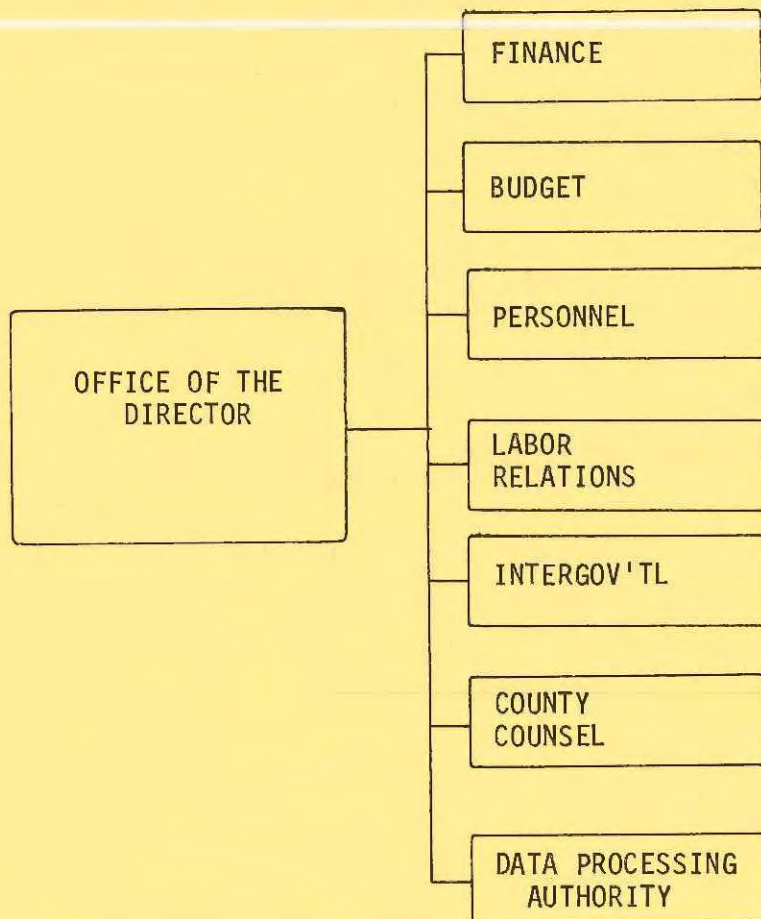 FINANCE
BUDGET
PERSONNEL
OFFICE OF THE
DIRECTOR
LABOR
RELATIONS
INTERGOV'TL
COUNTY
COUNSEL
DATA PROCESSING
AUTHORITY